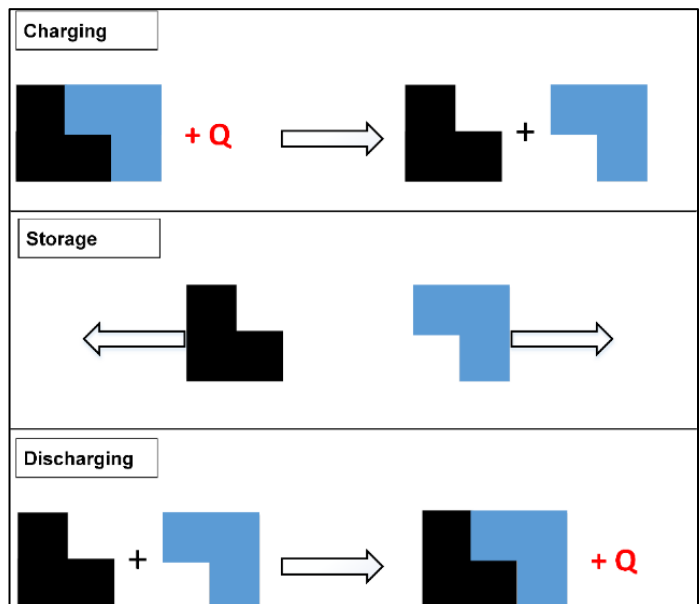 Charging
+ Q
+
Storage
Discharging
+
+ Q